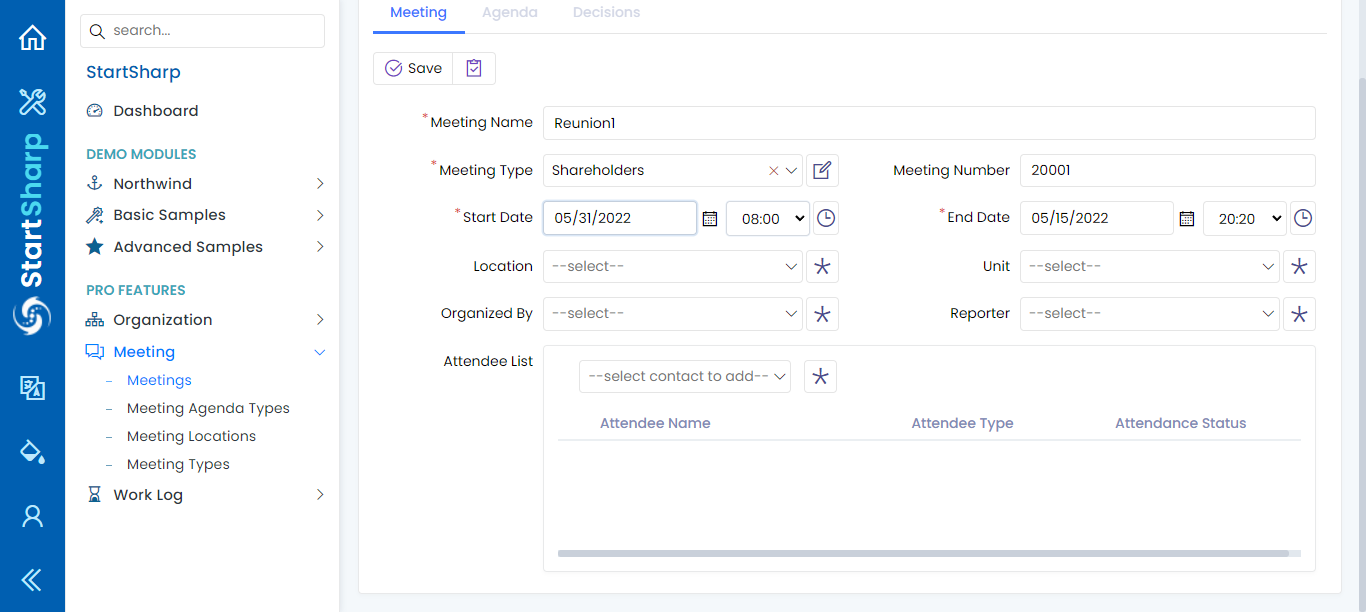 search...
StartSharp
Dashboard
DEMO MODULES
Northwind
Basic Samples
Advanced Samples
PRO FEATURES
Organization
Meeting
Meetings
Meeting Agenda Types
Meeting Locations
Meeting Types
Work Log
StartSharp
Meeting Agenda Decisions
Save
*Meeting Name Reunion1
*Meeting Type Shareholders Meeting Number 20001
*Start Date 05/31/2022 08:00 *End Date 05/15/2022 20:20
Location --select-- Unit --select--
Organized By --select-- Reporter --select--
Attendee List
--select contact to add--
Attendee Name Attendee Type Attendance Status